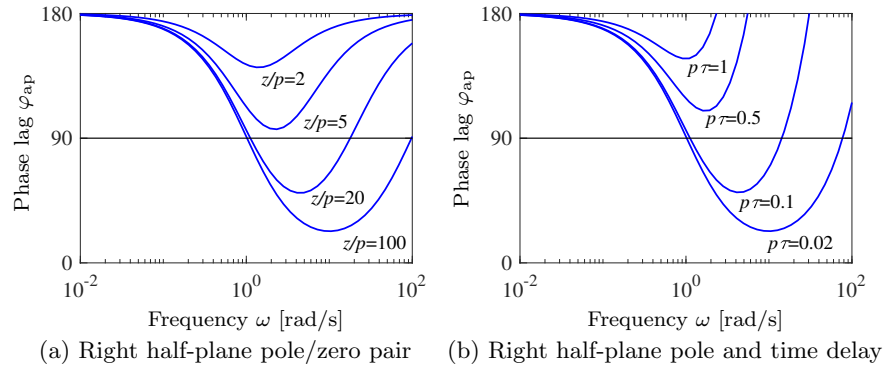 180
90
0
Phase lag φ_ap
z/p=2
z/p=5
z/p=20
z/p=100
10^-2
10^0
10^2
Frequency ω [rad/s]
(a) Right half-plane pole/zero pair
180
90
0
Phase lag φ_ap
pτ=1
pτ=0.5
pτ=0.1
pτ=0.02
10^-2
10^0
10^2
Frequency ω [rad/s]
(b) Right half-plane pole and time delay